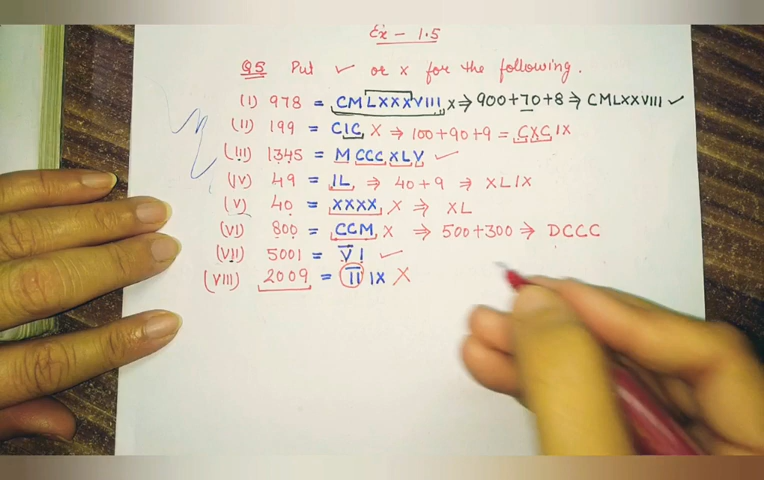 Ex - 1.5
Q5 Put ✓ or x for the following.
(I) 978 = CMLXXXVIII x ⇒ 900+70+8 ⇒ CMLXXVIII ✓
(II) 199 = CIC X ⇒ 100+90+9 = CXCIX
(III) 1345 = MCCCXLV ✓
(IV) 49 = IL ⇒ 40+9 ⇒ XLIX
(V) 40 = XXXX X ⇒ XL
(VI) 800 = CCM X ⇒ 500+300 ⇒ DCCC
(VII) 5001 = V̅I ✓
(VIII) 2009 = I̅I̅IX X